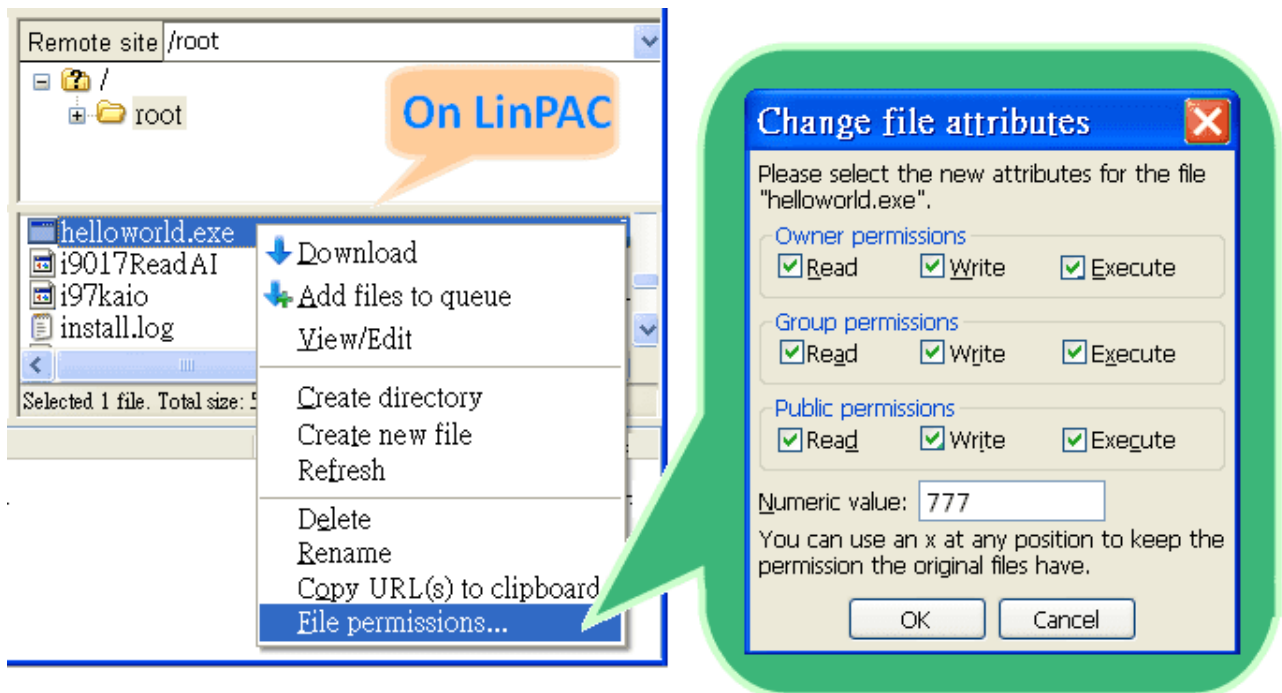 Remote site /root
/
root
On LinPAC
helloworld.exe
i9017ReadAI
i97kaio
install.log
Selected 1 file. Total size:
Download
Add files to queue
View/Edit
Create directory
Create new file
Refresh
Delete
Rename
Copy URL(s) to clipboard
File permissions...
Change file attributes
Please select the new attributes for the file
"helloworld.exe".
Owner permissions
Read Write Execute
Group permissions
Read Write Execute
Public permissions
Read Write Execute
Numeric value: 777
You can use an x at any position to keep the
permission the original files have.
OK Cancel